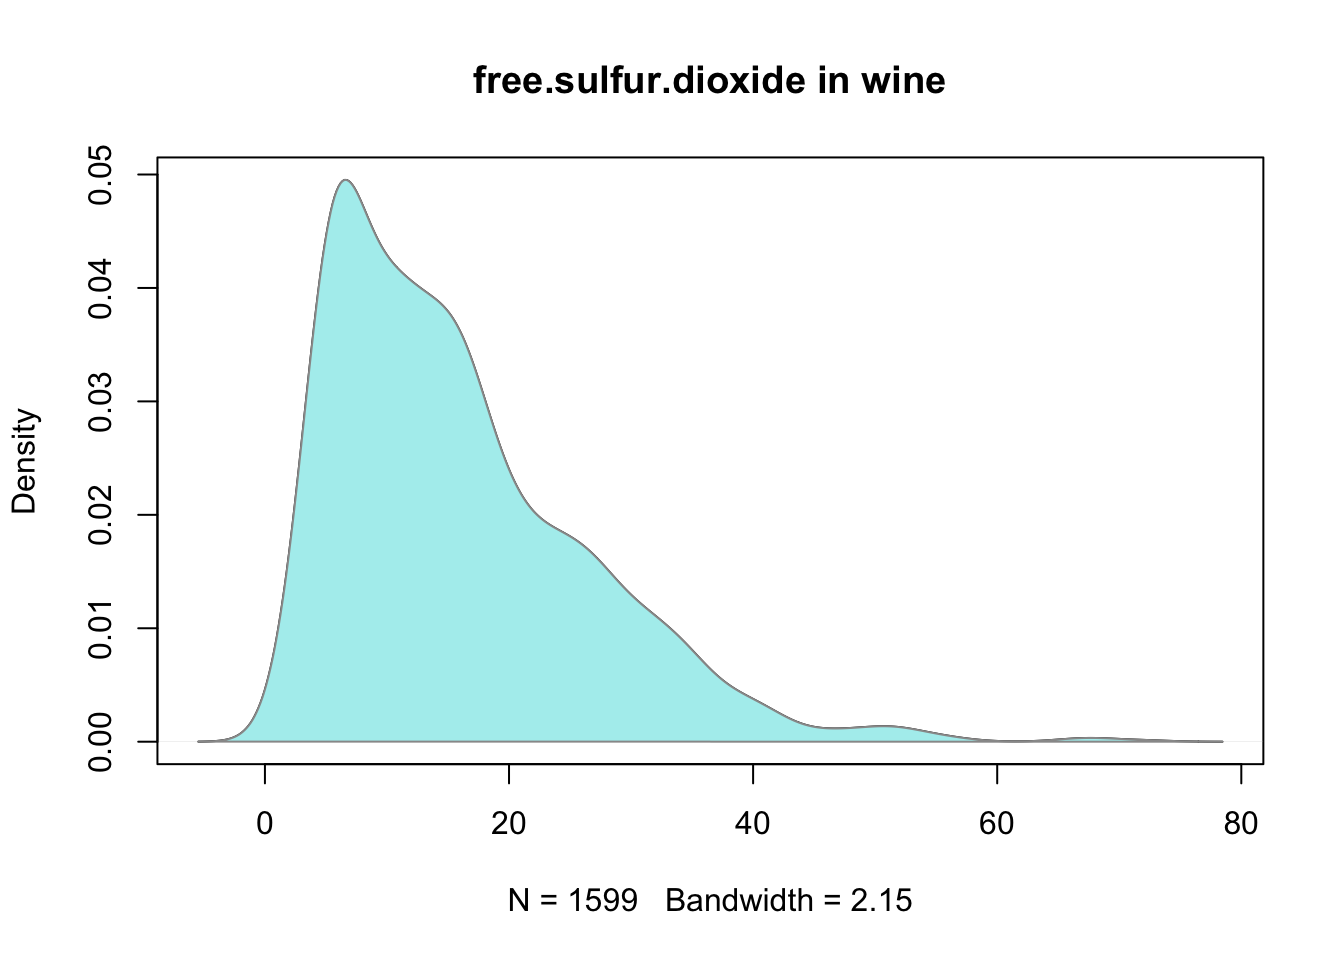 free.sulfur.dioxide in wine
Density
0.05
0.04
0.03
0.02
0.01
0.00
0 20 40 60 80
N = 1599 Bandwidth = 2.15